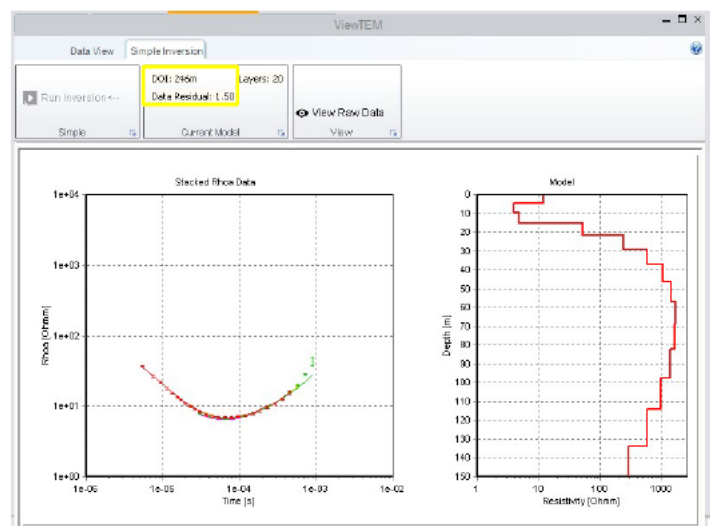 ViewTEM
Data View Simple Inversion
Run Inversion<--
DOI: 246m Layers: 20
Data Residual: 1.50
View Raw Data
Simple Current Model View
Stacked Rhoa Data
Model
1e+04
1e+03
1e+02
1e+01
1e+00
Rhoa [Ohmm]
1e-06 1e-05 1e-04 1e-03 1e-02
Time [s]
0
10
20
30
40
50
60
70
80
90
100
110
120
130
140
150
Depth [m]
1 10 100 1000
Resistivity [Ohmm]